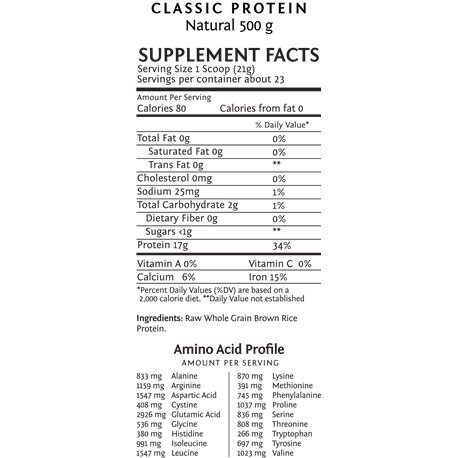 CLASSIC PROTEIN
Natural 500 g
SUPPLEMENT FACTS
Serving Size 1 Scoop (21g)
Servings per container about 23
Amount Per Serving
Calories 80 Calories from fat 0
% Daily Value*
Total Fat 0g 0%
Saturated Fat 0g 0%
Trans Fat 0g **
Cholesterol 0mg 0%
Sodium 25mg 1%
Total Carbohydrate 2g 1%
Dietary Fiber 0g 0%
Sugars <1g **
Protein 17g 34%
Vitamin A 0% Vitamin C 0%
Calcium 6% Iron 15%
*Percent Daily Values (%DV) are based on a
2,000 calorie diet. **Daily Value not established
Ingredients: Raw Whole Grain Brown Rice
Protein.
Amino Acid Profile
AMOUNT PER SERVING
833 mg Alanine 870 mg Lysine
1159 mg Arginine 391 mg Methionine
1547 mg Aspartic Acid 745 mg Phenylalanine
408 mg Cystine 1037 mg Proline
2926 mg Glutamic Acid 836 mg Serine
536 mg Glycine 808 mg Threonine
380 mg Histidine 266 mg Tryptophan
991 mg Isoleucine 697 mg Tyrosine
1547 mg Leucine 1023 mg Valine